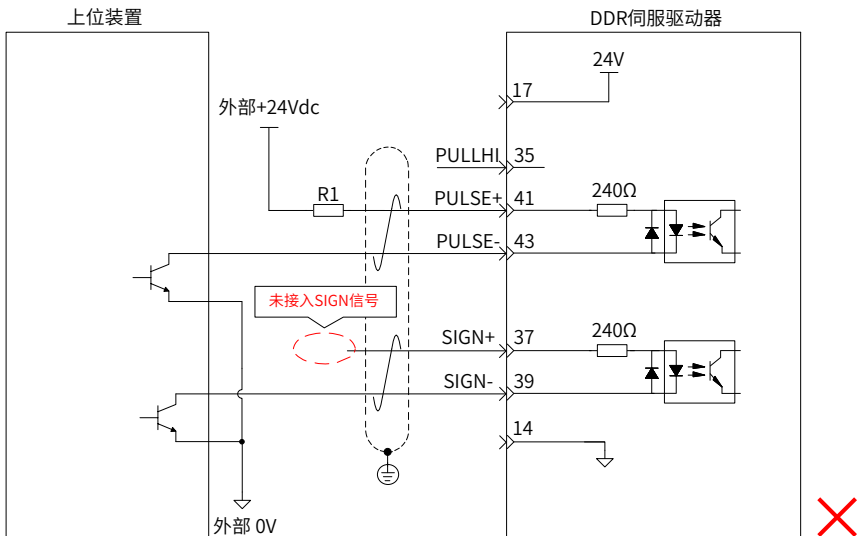 上位装置
DDR伺服驱动器
24V
17
外部+24Vdc
PULLHI
35
R1
PULSE+
41
240Ω
PULSE-
43
未接入SIGN信号
SIGN+
37
240Ω
SIGN-
39
14
外部 0V